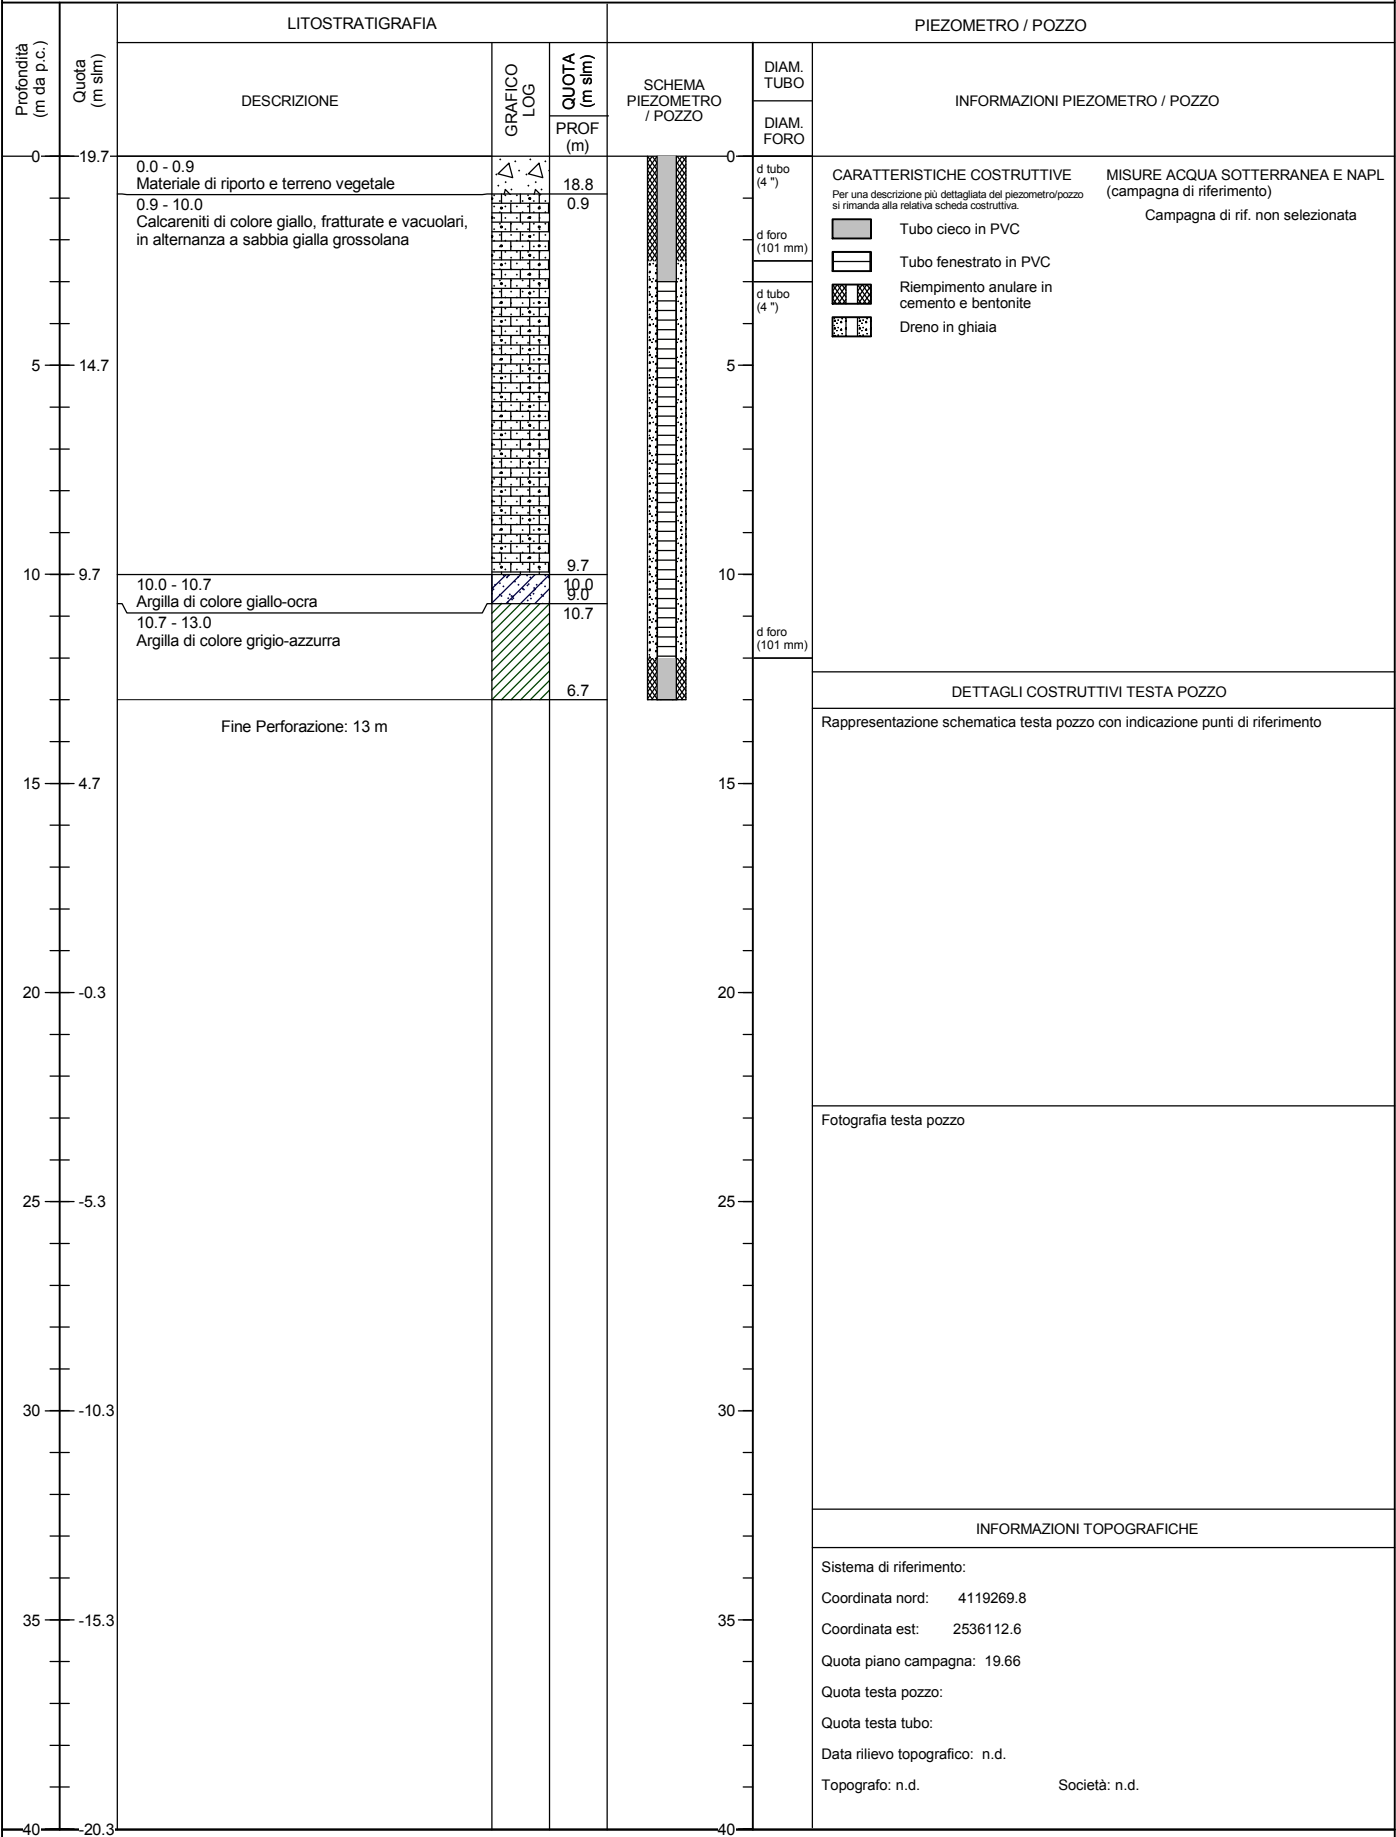 LITOSTRATIGRAFIA
PIEZOMETRO / POZZO
Profondità
(m da p.c.)
Quota
(m slm)
DESCRIZIONE
GRAFICO
LOG
QUOTA
(m slm)
PROF
(m)
SCHEMA
PIEZOMETRO
/ POZZO
DIAM.
TUBO
DIAM.
FORO
INFORMAZIONI PIEZOMETRO / POZZO
0
19.7
0.0 - 0.9
Materiale di riporto e terreno vegetale
18.8
0.9 - 10.0
0.9
Calcareniti di colore giallo, fratturate e vacuolari,
in alternanza a sabbia gialla grossolana
5
14.7
9.7
10
9.7
10.0 - 10.7
10.0
Argilla di colore giallo-ocra
9.0
10.7 - 13.0
10.7
Argilla di colore grigio-azzurra
6.7
Fine Perforazione: 13 m
15
4.7
20
-0.3
25
-5.3
30
-10.3
35
-15.3
40
-20.3
0
5
10
15
20
25
30
35
40
d tubo
(4 ")
d foro
(101 mm)
d tubo
(4 ")
d foro
(101 mm)
CARATTERISTICHE COSTRUTTIVE
Per una descrizione più dettagliata del piezometro/pozzo
si rimanda alla relativa scheda costruttiva.
Tubo cieco in PVC
Tubo fenestrato in PVC
Riempimento anulare in
cemento e bentonite
Dreno in ghiaia
MISURE ACQUA SOTTERRANEA E NAPL
(campagna di riferimento)
Campagna di rif. non selezionata
DETTAGLI COSTRUTTIVI TESTA POZZO
Rappresentazione schematica testa pozzo con indicazione punti di riferimento
Fotografia testa pozzo
INFORMAZIONI TOPOGRAFICHE
Sistema di riferimento:
Coordinata nord: 4119269.8
Coordinata est: 2536112.6
Quota piano campagna: 19.66
Quota testa pozzo:
Quota testa tubo:
Data rilievo topografico: n.d.
Topografo: n.d. Società: n.d.